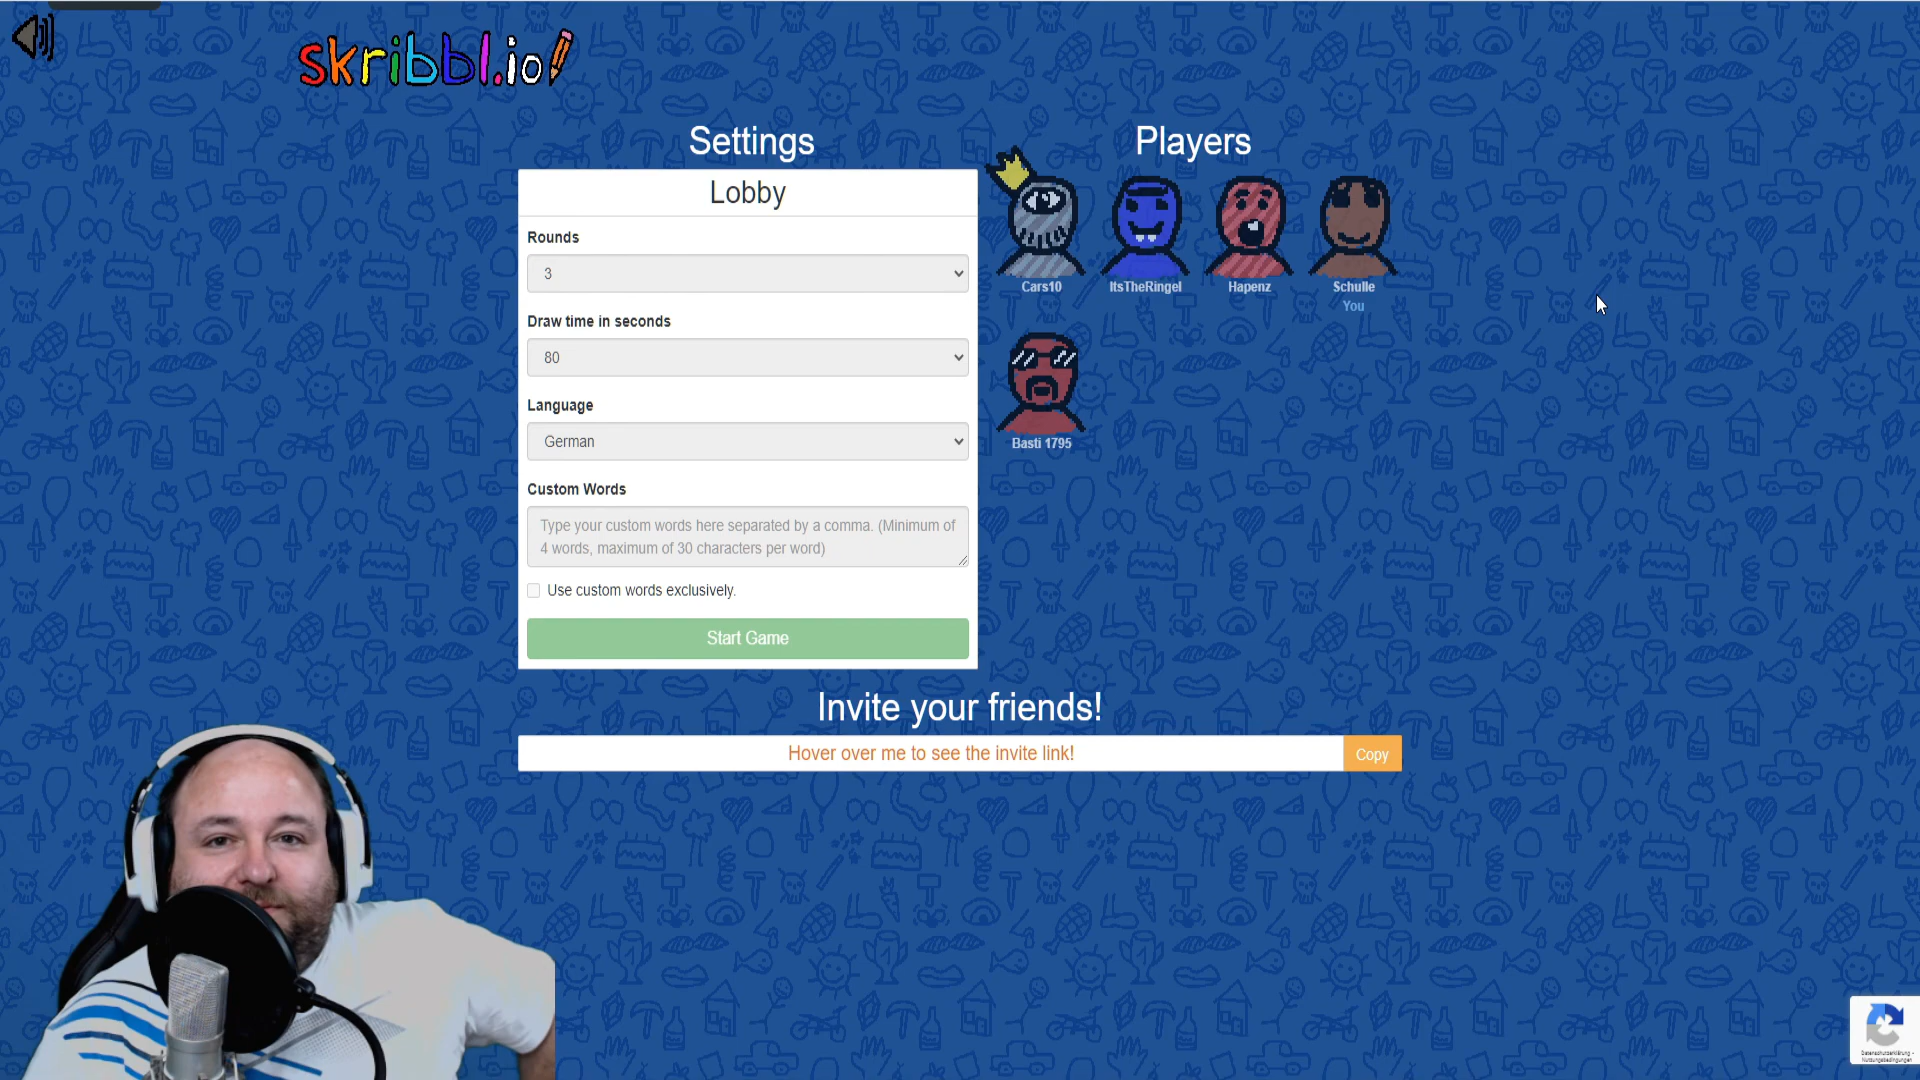 skribbl.io
Settings
Players
Lobby
Rounds
3
Draw time in seconds
80
Language
German
Custom Words
Type your custom words here separated by a comma. (Minimum of
4 words, maximum of 30 characters per word)
Use custom words exclusively.
Start Game
Cars10
ItsTheRingel
Hapenz
Schulle
You
Basti 1795
Invite your friends!
Hover over me to see the invite link!
Copy
Datenschutzerklärung -
Nutzungsbedingungen